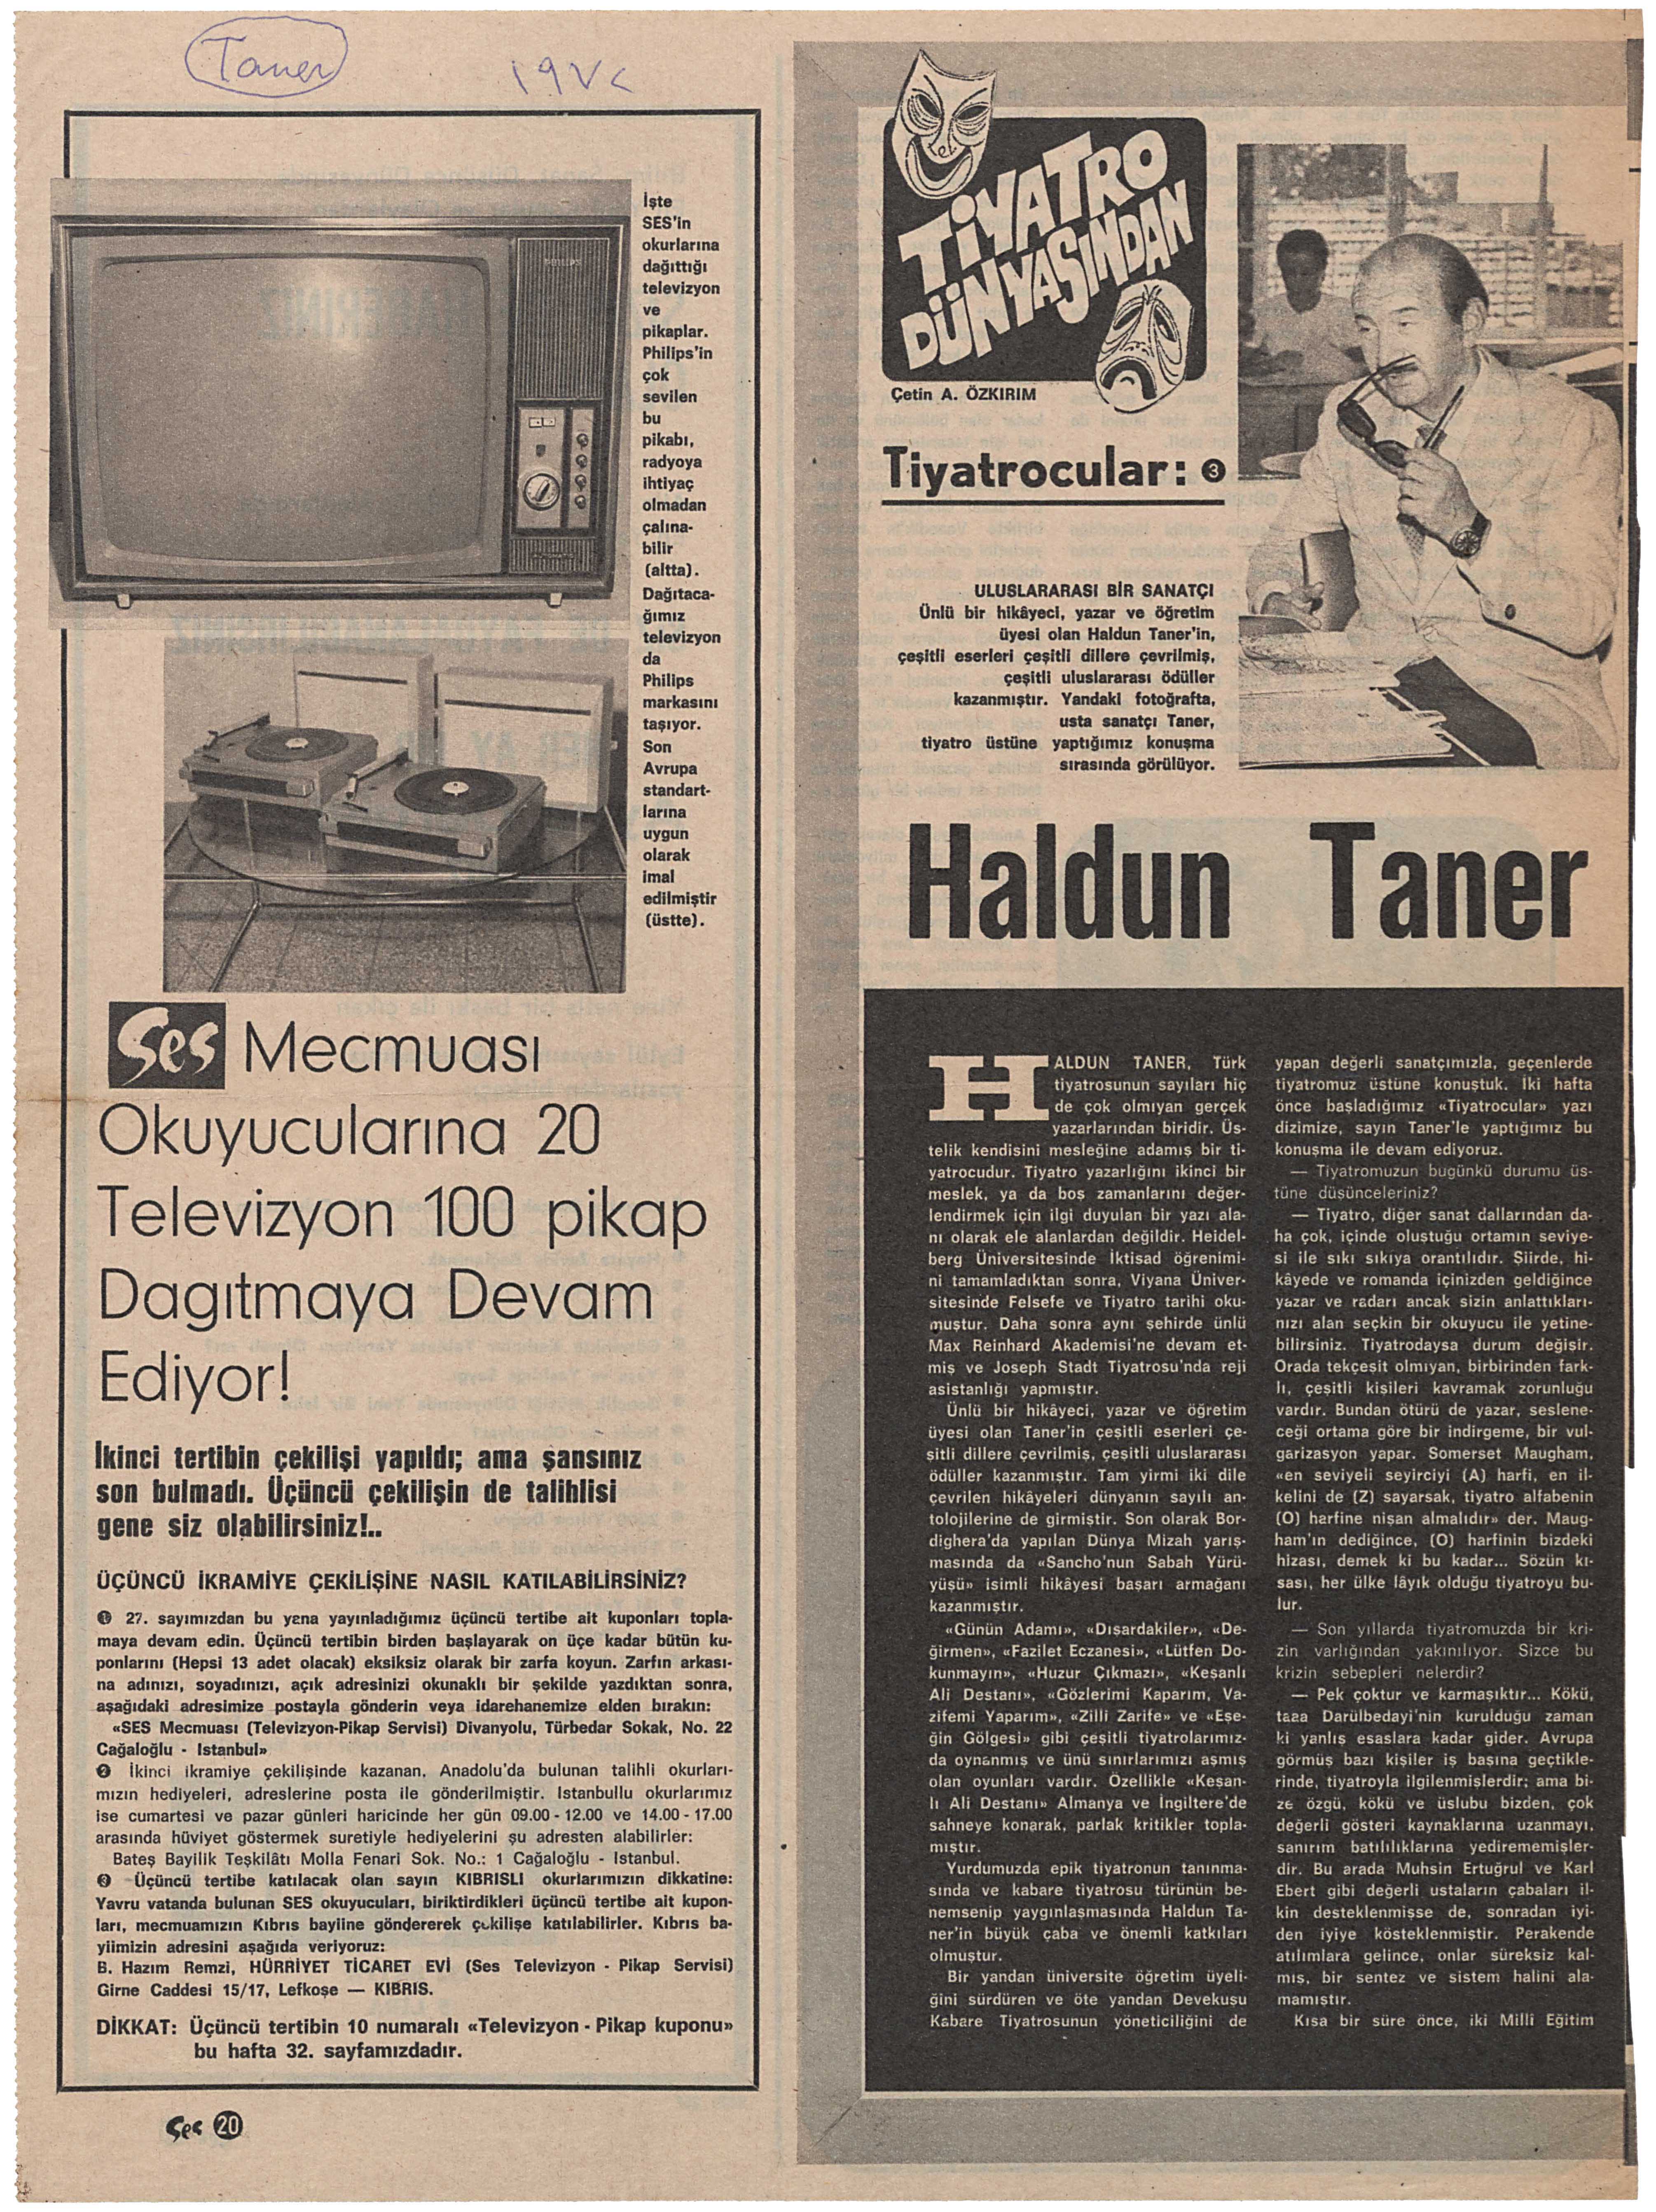 Taner
١٩٧٢
İşte
SES'in
okurlarına
dağıttığı
televizyon
ve
pikaplar.
Philips'in
çok
sevilen
bu
pikabı,
radyoya
ihtiyaç
olmadan
çalına-
bilir
(altta).
Dağıtaca-
ğımız
televizyon
da
Philips
markasını
taşıyor.
Son
Avrupa
standart-
larına
uygun
olarak
imal
edilmiştir
(üstte).
PHILIPS
Ses Mecmuası
Okuyucularına 20
Televizyon 100 pikap
Dagıtmaya Devam
Ediyor!
İkinci tertibin çekilişi yapıldı; ama şansınız
son bulmadı. Üçüncü çekilişin de talihlisi
gene siz olabilirsiniz!..
ÜÇÜNCÜ İKRAMİYE ÇEKİLİŞİNE NASIL KATILABİLİRSİNİZ?
❶ 27. sayımızdan bu yana yayınladığımız üçüncü tertibe ait kuponları topla-
maya devam edin. Üçüncü tertibin birden başlayarak on üçe kadar bütün ku-
ponlarını (Hepsi 13 adet olacak) eksiksiz olarak bir zarfa koyun. Zarfın arkası-
na adınızı, soyadınızı, açık adresinizi okunaklı bir şekilde yazdıktan sonra,
aşağıdaki adresimize postayla gönderin veya idarehanemize elden bırakın:
«SES Mecmuası (Televizyon-Pikap Servisi) Divanyolu, Türbedar Sokak, No. 22
Cağaloğlu - Istanbul»
❷ İkinci ikramiye çekilişinde kazanan, Anadolu'da bulunan talihli okurları-
mızın hediyeleri, adreslerine posta ile gönderilmiştir. Istanbullu okurlarımız
ise cumartesi ve pazar günleri haricinde her gün 09.00 - 12.00 ve 14.00 - 17.00
arasında hüviyet göstermek suretiyle hediyelerini şu adresten alabilirler:
Bateş Bayilik Teşkilâtı Molla Fenari Sok. No.: 1 Cağaloğlu - Istanbul.
❸ Üçüncü tertibe katılacak olan sayın KIBRISLI okurlarımızın dikkatine:
Yavru vatanda bulunan SES okuyucuları, biriktirdikleri üçüncü tertibe ait kupon-
ları, mecmuamızın Kıbrıs bayiine göndererek çekilişe katılabilirler. Kıbrıs ba-
yiimizin adresini aşağıda veriyoruz:
B. Hazım Remzi, HÜRRİYET TİCARET EVİ (Ses Televizyon - Pikap Servisi)
Girne Caddesi 15/17, Lefkoşe — KIBRIS.
DİKKAT: Üçüncü tertibin 10 numaralı «Televizyon - Pikap kuponu»
bu hafta 32. sayfamızdadır.
Ses 20
TİYATRO
DÜNYASINDAN
Çetin A. ÖZKIRIM
Tiyatrocular: ❸
ULUSLARARASI BİR SANATÇI
Ünlü bir hikâyeci, yazar ve öğretim
üyesi olan Haldun Taner'in,
çeşitli eserleri çeşitli dillere çevrilmiş,
çeşitli uluslararası ödüller
kazanmıştır. Yandaki fotoğrafta,
usta sanatçı Taner,
tiyatro üstüne yaptığımız konuşma
sırasında görülüyor.
Haldun Taner
HALDUN TANER, Türk
tiyatrosunun sayıları hiç
de çok olmıyan gerçek
yazarlarından biridir. Üs-
telik kendisini mesleğine adamış bir ti-
yatrocudur. Tiyatro yazarlığını ikinci bir
meslek, ya da boş zamanlarını değer-
lendirmek için ilgi duyulan bir yazı ala-
nı olarak ele alanlardan değildir. Heidel-
berg Üniversitesinde İktisad öğrenimi-
ni tamamladıktan sonra, Viyana Üniver-
sitesinde Felsefe ve Tiyatro tarihi oku-
muştur. Daha sonra aynı şehirde ünlü
Max Reinhard Akademisi'ne devam et-
miş ve Joseph Stadt Tiyatrosu'nda reji
asistanlığı yapmıştır.
Ünlü bir hikâyeci, yazar ve öğretim
üyesi olan Taner'in çeşitli eserleri çe-
şitli dillere çevrilmiş, çeşitli uluslararası
ödüller kazanmıştır. Tam yirmi iki dile
çevrilen hikâyeleri dünyanın sayılı an-
tolojilerine de girmiştir. Son olarak Bor-
dighera'da yapılan Dünya Mizah yarış-
masında da «Sancho'nun Sabah Yürü-
yüşü» isimli hikâyesi başarı armağanı
kazanmıştır.
«Günün Adamı», «Dışardakiler», «De-
ğirmen», «Fazilet Eczanesi», «Lütfen Do-
kunmayın», «Huzur Çıkmazı», «Keşanlı
Ali Destanı», «Gözlerimi Kaparım, Va-
zifemi Yaparım», «Zilli Zarife» ve «Eşe-
ğin Gölgesi» gibi çeşitli tiyatrolarımız-
da oynanmış ve ünü sınırlarımızı aşmış
olan oyunları vardır. Özellikle «Keşan-
lı Ali Destanı» Almanya ve İngiltere'de
sahneye konarak, parlak kritikler topla-
mıştır.
Yurdumuzda epik tiyatronun tanınma-
sında ve kabare tiyatrosu türünün be-
nemsenip yaygınlaşmasında Haldun Ta-
ner'in büyük çaba ve önemli katkıları
olmuştur.
Bir yandan üniversite öğretim üyeli-
ğini sürdüren ve öte yandan Devekuşu
Kabare Tiyatrosunun yöneticiliğini de
yapan değerli sanatçımızla, geçenlerde
tiyatromuz üstüne konuştuk. İki hafta
önce başladığımız «Tiyatrocular» yazı
dizimize, sayın Taner'le yaptığımız bu
konuşma ile devam ediyoruz.
— Tiyatromuzun bugünkü durumu üs-
tüne düşünceleriniz?
— Tiyatro, diğer sanat dallarından da-
ha çok, içinde oluştuğu ortamın seviye-
si ile sıkı sıkıya orantılıdır. Şiirde, hi-
kâyede ve romanda içinizden geldiğince
yazar ve radarı ancak sizin anlattıkları-
nızı alan seçkin bir okuyucu ile yetine-
bilirsiniz. Tiyatrodaysa durum değişir.
Orada tekçeşit olmıyan, birbirinden fark-
lı, çeşitli kişileri kavramak zorunluğu
vardır. Bundan ötürü de yazar, seslene-
ceği ortama göre bir indirgeme, bir vul-
garizasyon yapar. Somerset Maugham,
«en seviyeli seyirciyi (A) harfi, en il-
kelini de (Z) sayarsak, tiyatro alfabenin
(O) harfine nişan almalıdır» der. Maug-
ham'ın dediğince, (O) harfinin bizdeki
hizası, demek ki bu kadar... Sözün kı-
sası, her ülke lâyık olduğu tiyatroyu bu-
lur.
— Son yıllarda tiyatromuzda bir kri-
zin varlığından yakınılıyor. Sizce bu
krizin sebepleri nelerdir?
— Pek çoktur ve karmaşıktır... Kökü,
taaa Darülbedayi'nin kurulduğu zaman
ki yanlış esaslara kadar gider. Avrupa
görmüş bazı kişiler iş başına geçtikle-
rinde, tiyatroyla ilgilenmişlerdir; ama bi-
ze özgü, kökü ve üslubu bizden, çok
değerli gösteri kaynaklarına uzanmayı,
sanırım batılılıklarına yedirememişler-
dir. Bu arada Muhsin Ertuğrul ve Karl
Ebert gibi değerli ustaların çabaları il-
kin desteklenmişse de, sonradan iyi-
den iyiye kösteklenmiştir. Perakende
atılımlara gelince, onlar süreksiz kal-
mış, bir sentez ve sistem halini ala-
mamıştır.
Kısa bir süre önce, iki Milli Eğitim